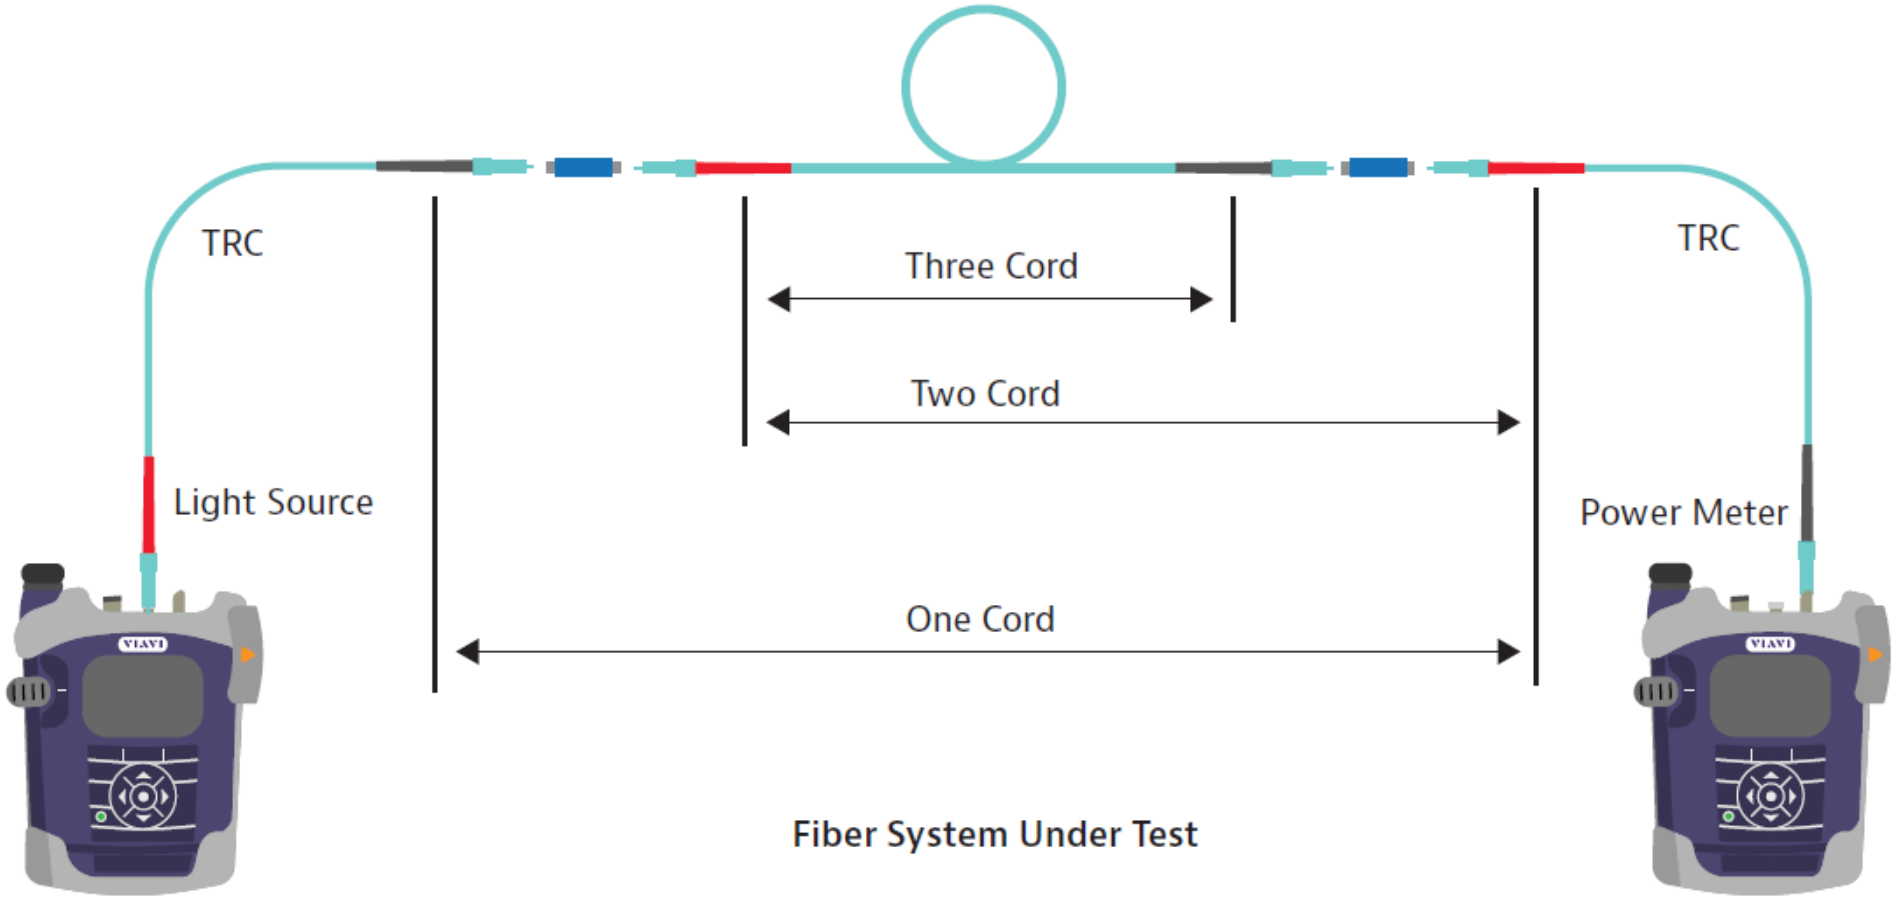 TRC
TRC
Three Cord
Two Cord
Light Source
Power Meter
One Cord
VIAVI
VIAVI
Fiber System Under Test